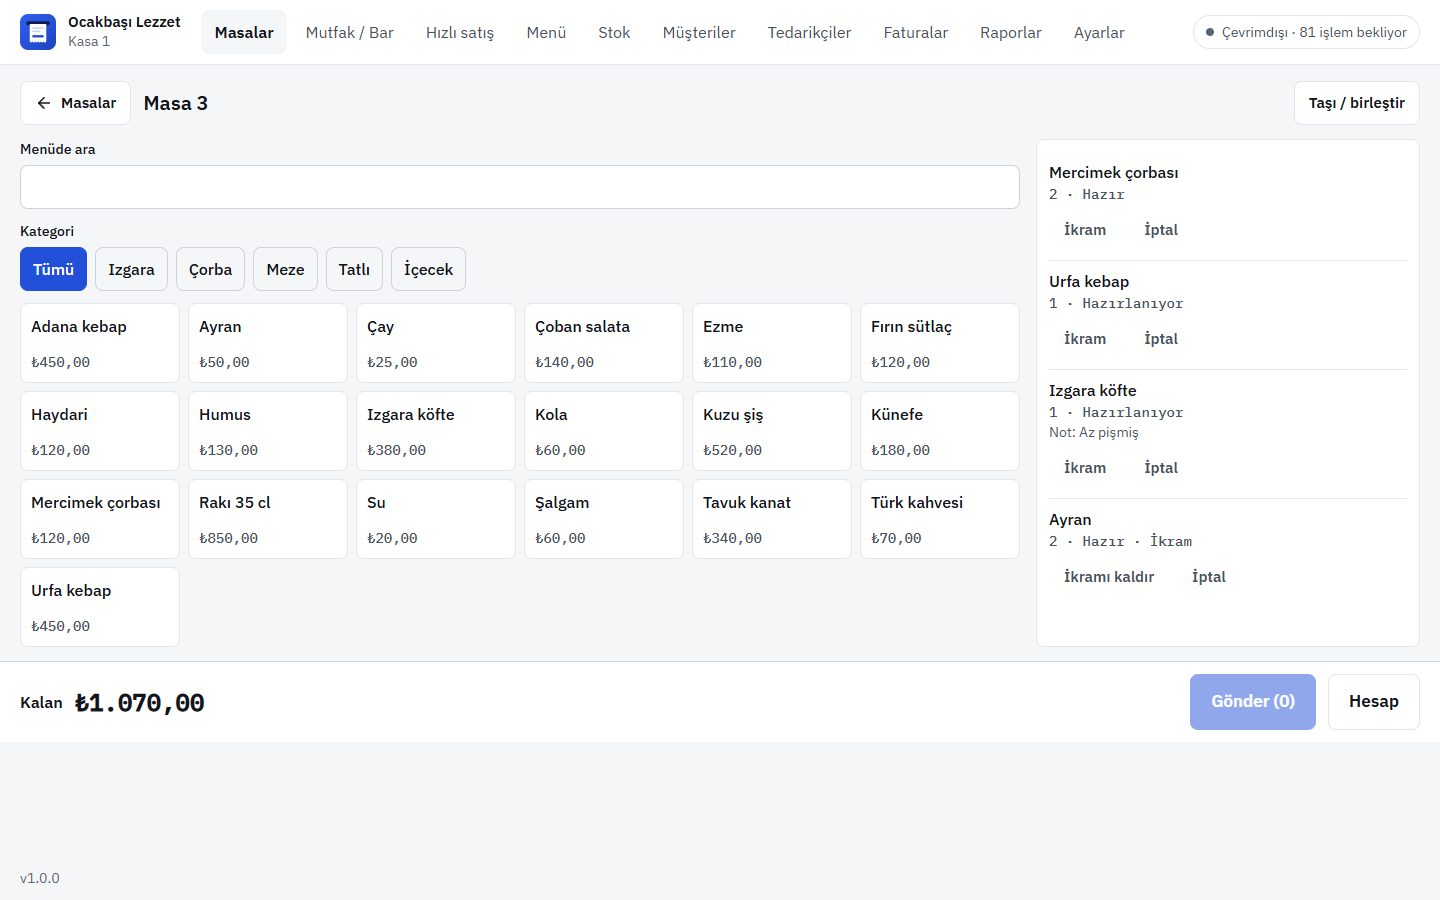 Ocakbaşı Lezzet
Kasa 1
Masalar
Mutfak / Bar
Hızlı satış
Menü
Stok
Müşteriler
Tedarikçiler
Faturalar
Raporlar
Ayarlar
Çevrimdışı · 81 işlem bekliyor
Masalar
Masa 3
Taşı / birleştir
Menüde ara
Kategori
Tümü
Izgara
Çorba
Meze
Tatlı
İçecek
Adana kebap
₺450,00
Ayran
₺50,00
Çay
₺25,00
Çoban salata
₺140,00
Ezme
₺110,00
Fırın sütlaç
₺120,00
Haydari
₺120,00
Humus
₺130,00
Izgara köfte
₺380,00
Kola
₺60,00
Kuzu şiş
₺520,00
Künefe
₺180,00
Mercimek çorbası
₺120,00
Rakı 35 cl
₺850,00
Su
₺20,00
Şalgam
₺60,00
Tavuk kanat
₺340,00
Türk kahvesi
₺70,00
Urfa kebap
₺450,00
Mercimek çorbası
2 · Hazır
İkram İptal
Urfa kebap
1 · Hazırlanıyor
İkram İptal
Izgara köfte
1 · Hazırlanıyor
Not: Az pişmiş
İkram İptal
Ayran
2 · Hazır · İkram
İkramı kaldır İptal
Kalan ₺1.070,00
Gönder (0)
Hesap
v1.0.0